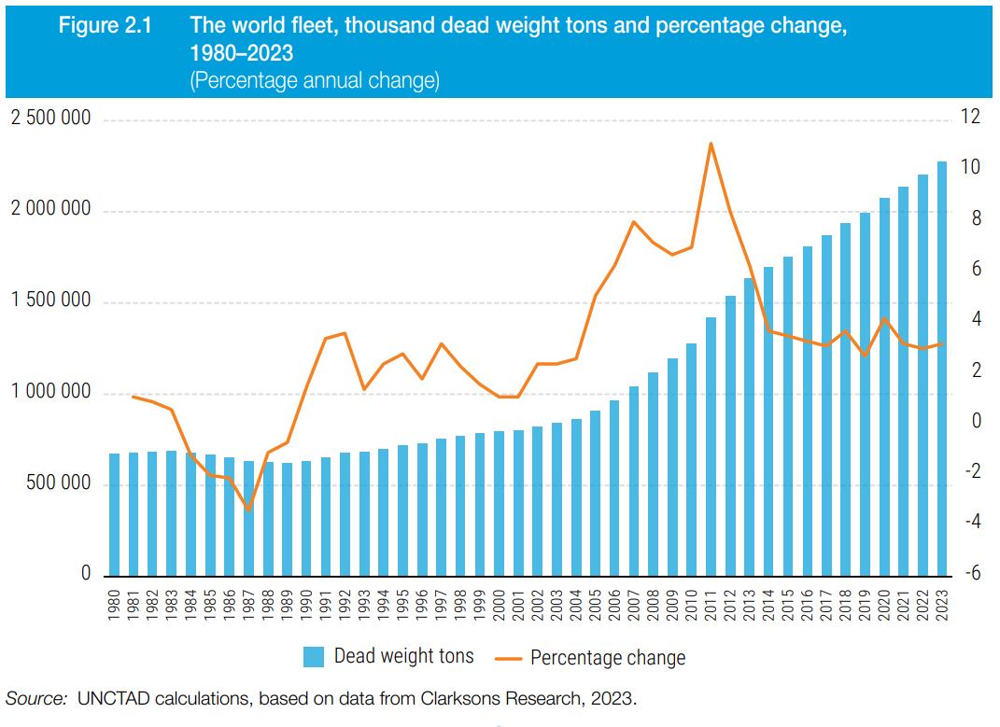 Figure 2.1 The world fleet, thousand dead weight tons and percentage change,
1980–2023
(Percentage annual change)
2 500 000
2 000 000
1 500 000
1 000 000
500 000
0
12
10
8
6
4
2
0
-2
-4
-6
1980 1981 1982 1983 1984 1985 1986 1987 1988 1989 1990 1991 1992 1993 1994 1995 1996 1997 1998 1999 2000 2001 2002 2003 2004 2005 2006 2007 2008 2009 2010 2011 2012 2013 2014 2015 2016 2017 2018 2019 2020 2021 2022 2023
Dead weight tons Percentage change
Source: UNCTAD calculations, based on data from Clarksons Research, 2023.